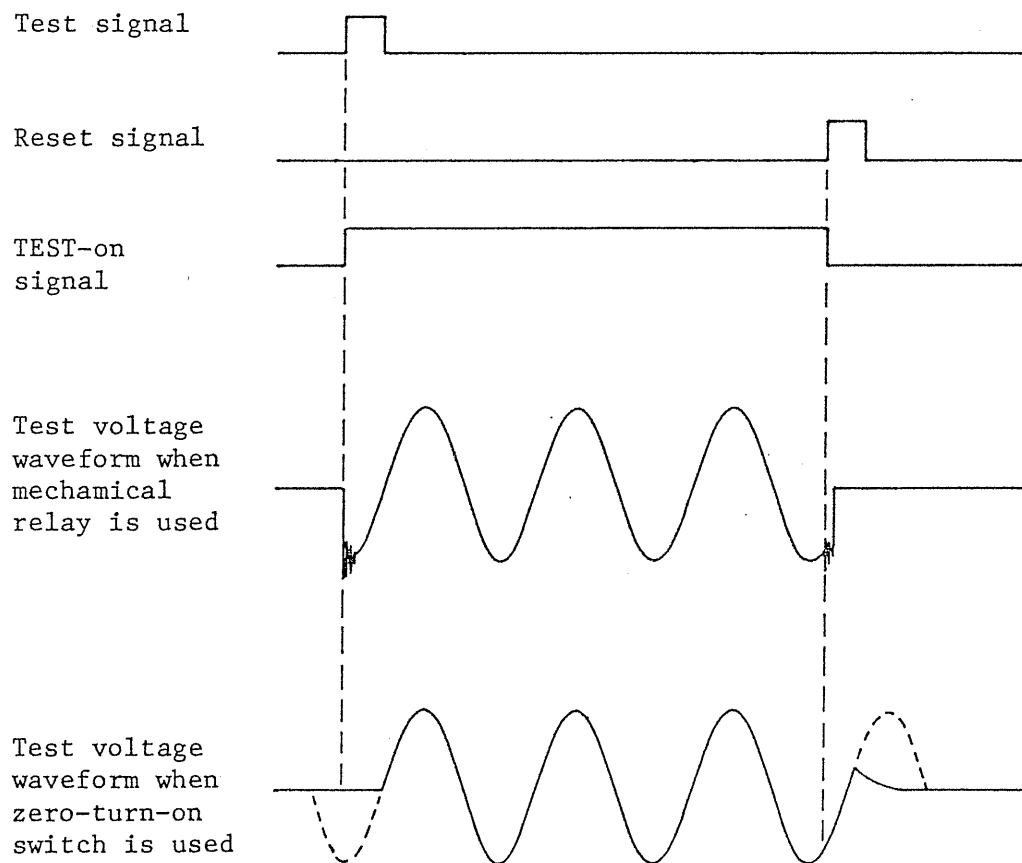 Test signal
Reset signal
TEST-on
signal
Test voltage
waveform when
mechamical
relay is used
Test voltage
waveform when
zero-turn-on
switch is used